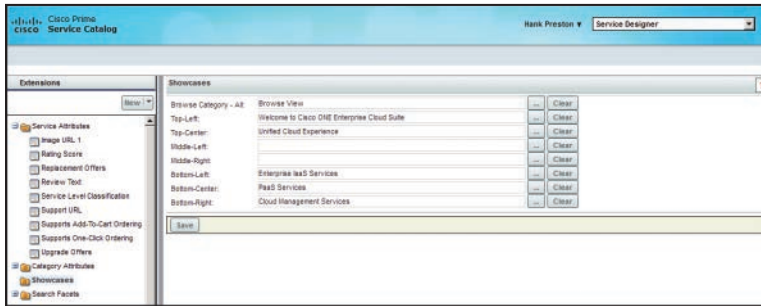 Cisco Prime
CISCO Service Catalog
Hank Preston
Service Designer
Extensions
New
Service Attributes
Image URL 1
Rating Score
Replacement Offers
Review Text
Service Level Classification
Support URL
Supports Add-To-Cart Ordering
Supports One-Click Ordering
Upgrade Offers
Category Attributes
Showcases
Search Facets
Showcases
Browse Category - All: Browse View ... Clear
Top-Left: Welcome to Cisco ONE Enterprise Cloud Suite ... Clear
Top-Center: Unified Cloud Experience ... Clear
Middle-Left: ... Clear
Middle-Right: ... Clear
Bottom-Left: Enterprise IaaS Services ... Clear
Bottom-Center: PaaS Services ... Clear
Bottom-Right: Cloud Management Services ... Clear
Save